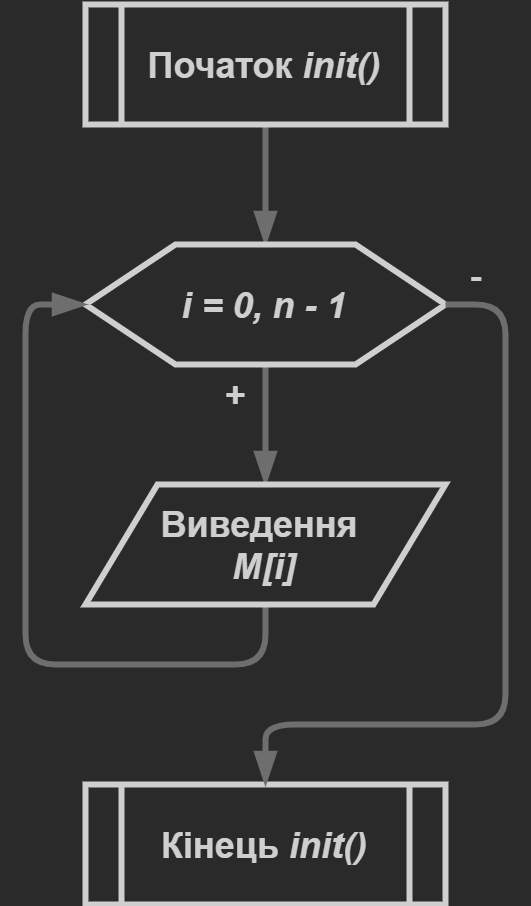 Початок init()
i = 0, n - 1
-
+
Виведення
M[i]
Кінець init()